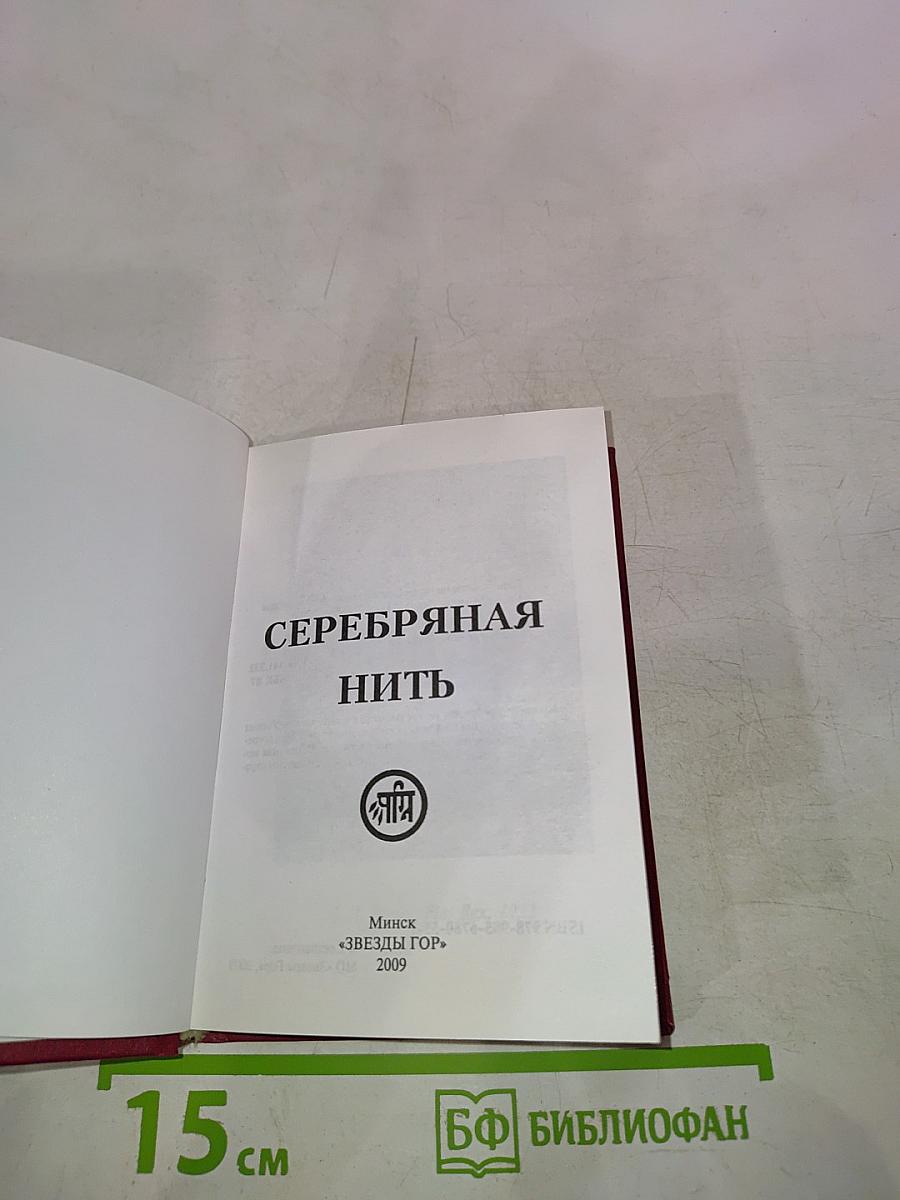 СЕРЕБРЯНАЯ
НИТЬ
Минск
«ЗВЕЗДЫ ГОР»
2009
15 см
БФ БИБЛИОФАН